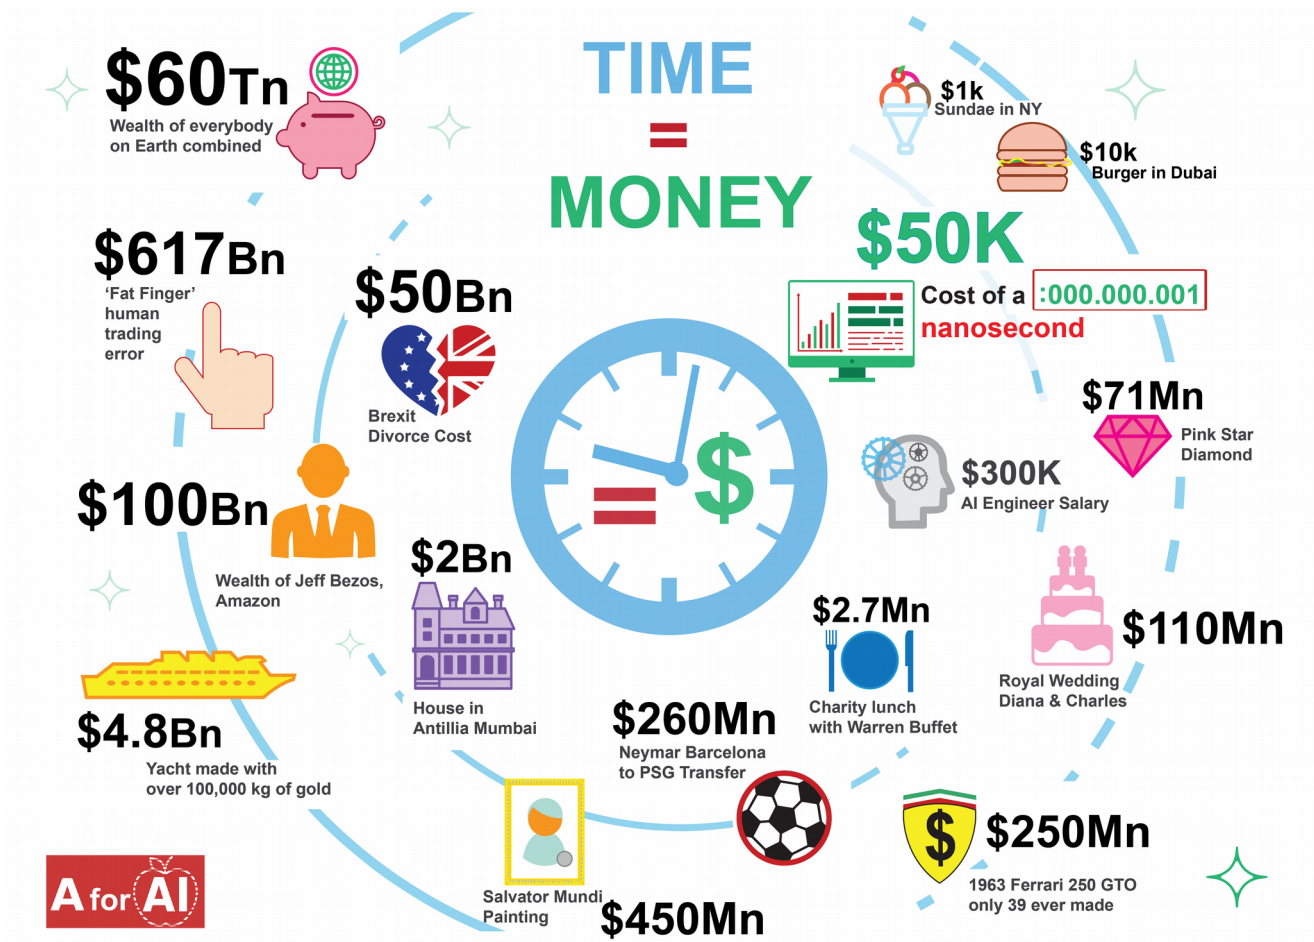 TIME
=
MONEY
$60Tn
Wealth of everybody
on Earth combined
$1k
Sundae in NY
$10k
Burger in Dubai
$617Bn
‘Fat Finger’
human
trading
error
$50Bn
Brexit
Divorce Cost
$50K
Cost of a :000.000.001
nanosecond
$71Mn
Pink Star
Diamond
$300K
AI Engineer Salary
= $
$100Bn
Wealth of Jeff Bezos,
Amazon
$2Bn
House in
Antillia Mumbai
$2.7Mn
Charity lunch
with Warren Buffet
$110Mn
Royal Wedding
Diana & Charles
$4.8Bn
Yacht made with
over 100,000 kg of gold
$260Mn
Neymar Barcelona
to PSG Transfer
$
$250Mn
1963 Ferrari 250 GTO
only 39 ever made
Salvator Mundi
Painting
$450Mn
A for AI